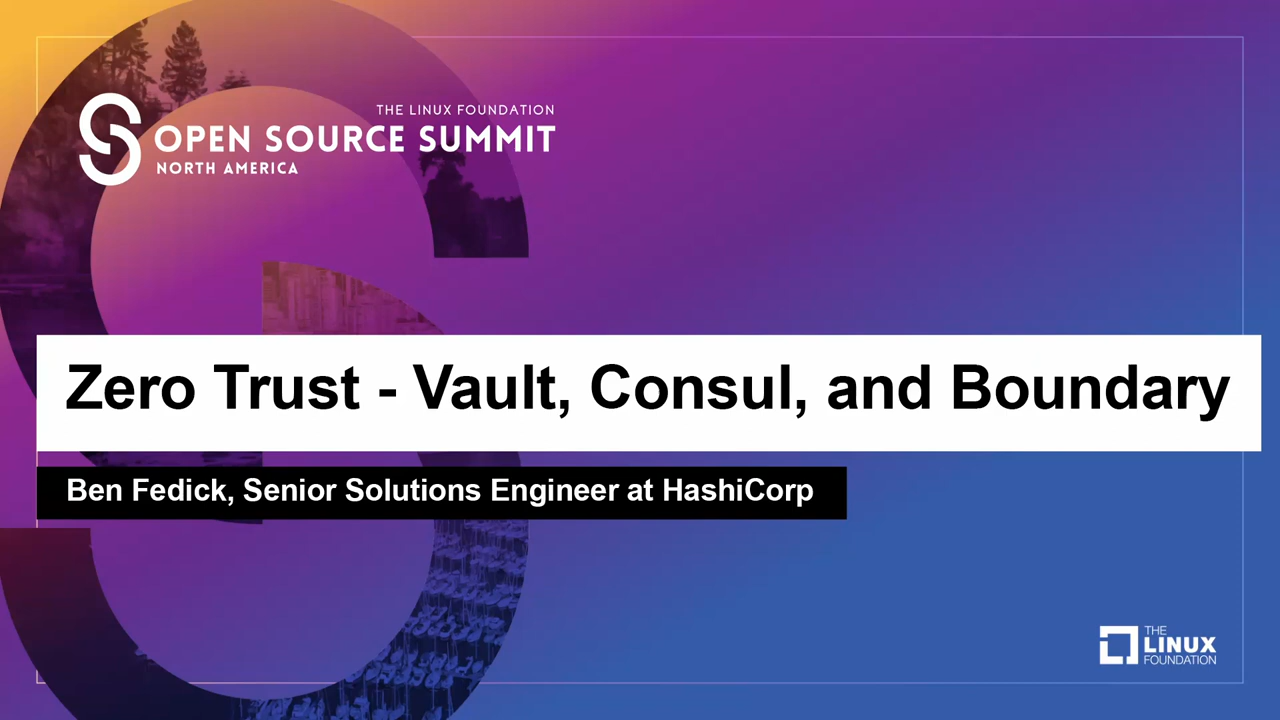 THE LINUX FOUNDATION
OPEN SOURCE SUMMIT
NORTH AMERICA
Zero Trust - Vault, Consul, and Boundary
Ben Fedick, Senior Solutions Engineer at HashiCorp
THE
LINUX
FOUNDATION